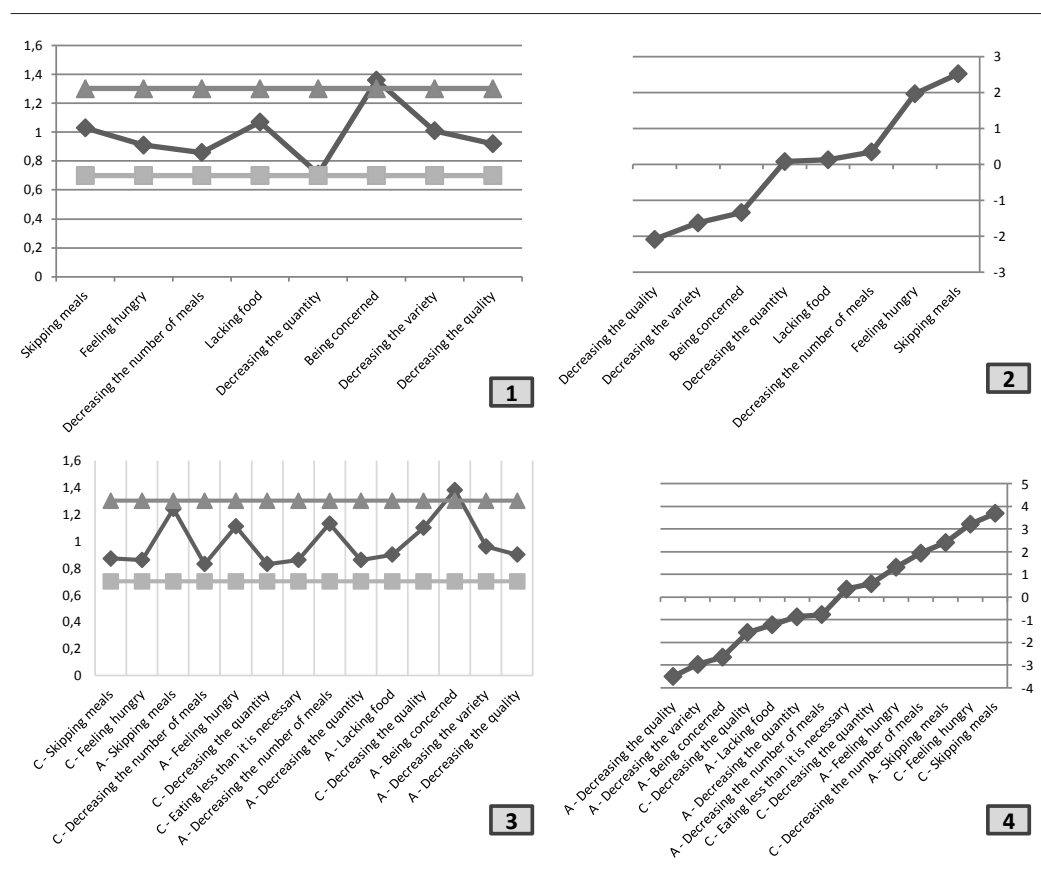 1,6
1,4
1,2
1
0,8
0,6
0,4
0,2
0
Skipping meals
Feeling hungry
Decreasing the number of meals
Lacking food
Decreasing the quantity
Being concerned
Decreasing the variety
Decreasing the quality
1
3
2
1
0
-1
-2
-3
Decreasing the quality
Decreasing the variety
Being concerned
Decreasing the quantity
Lacking food
Decreasing the number of meals
Feeling hungry
Skipping meals
2
1,6
1,4
1,2
1
0,8
0,6
0,4
0,2
0
C - Skipping meals
C - Feeling hungry
A - Skipping meals
C - Decreasing the number of meals
A - Feeling hungry
C - Decreasing the quantity
C - Eating less than it is necessary
A - Decreasing the number of meals
A - Decreasing the quantity
A - Lacking food
C - Decreasing the quality
A - Being concerned
A - Decreasing the variety
A - Decreasing the quality
3
5
4
3
2
1
0
-1
-2
-3
-4
A - Decreasing the quality
A - Decreasing the variety
A - Being concerned
C - Decreasing the quality
A - Lacking food
A - Decreasing the quantity
A - Decreasing the number of meals
C - Eating less than it is necessary
C - Decreasing the quantity
A - Feeling hungry
C - Decreasing the number of meals
A - Skipping meals
C - Feeling hungry
C - Skipping meals
4